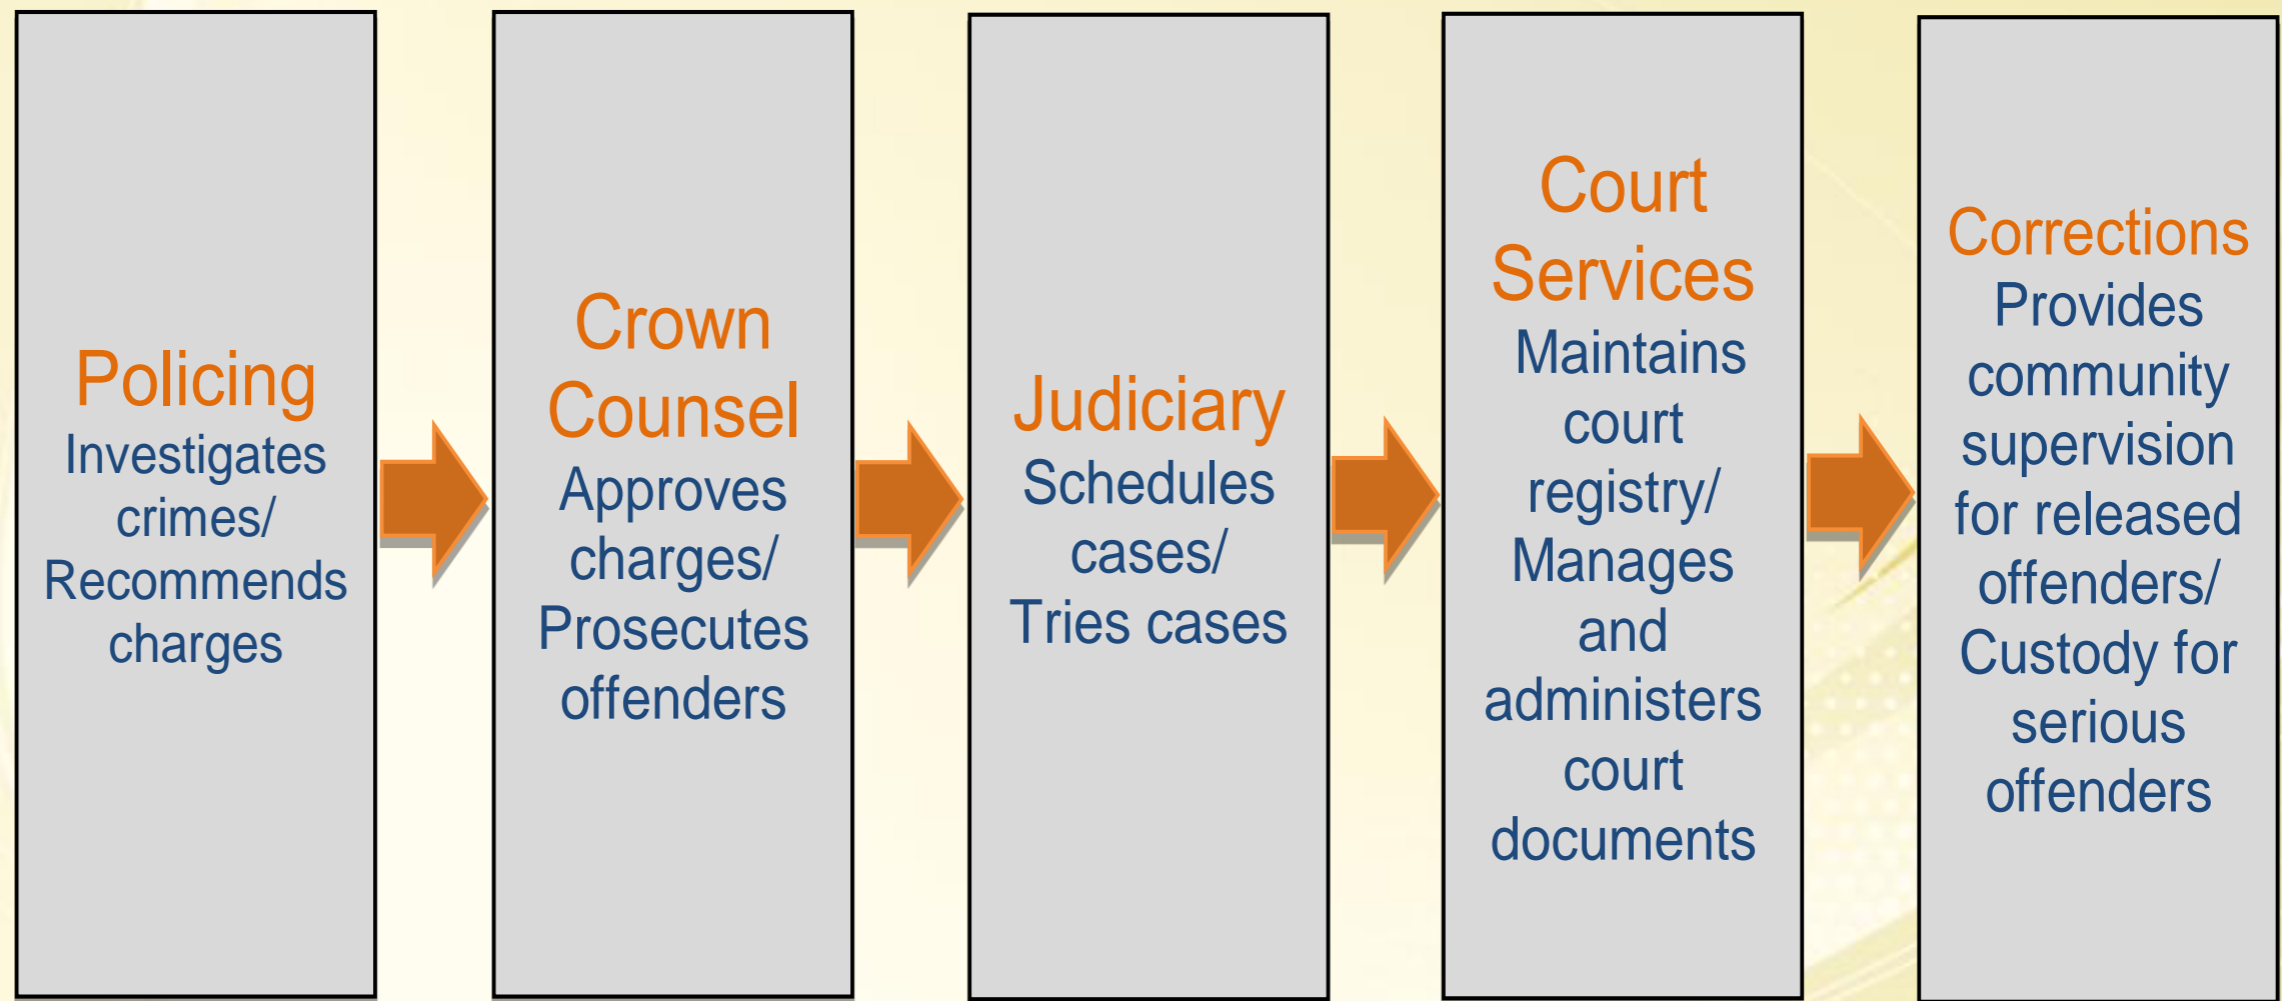 Policing
Investigates
crimes/
Recommends
charges
Crown
Counsel
Approves
charges/
Prosecutes
offenders
Judiciary
Schedules
cases/
Tries cases
Court
Services
Maintains
court
registry/
Manages
and
administers
court
documents
Corrections
Provides
community
supervision
for released
offenders/
Custody for
serious
offenders